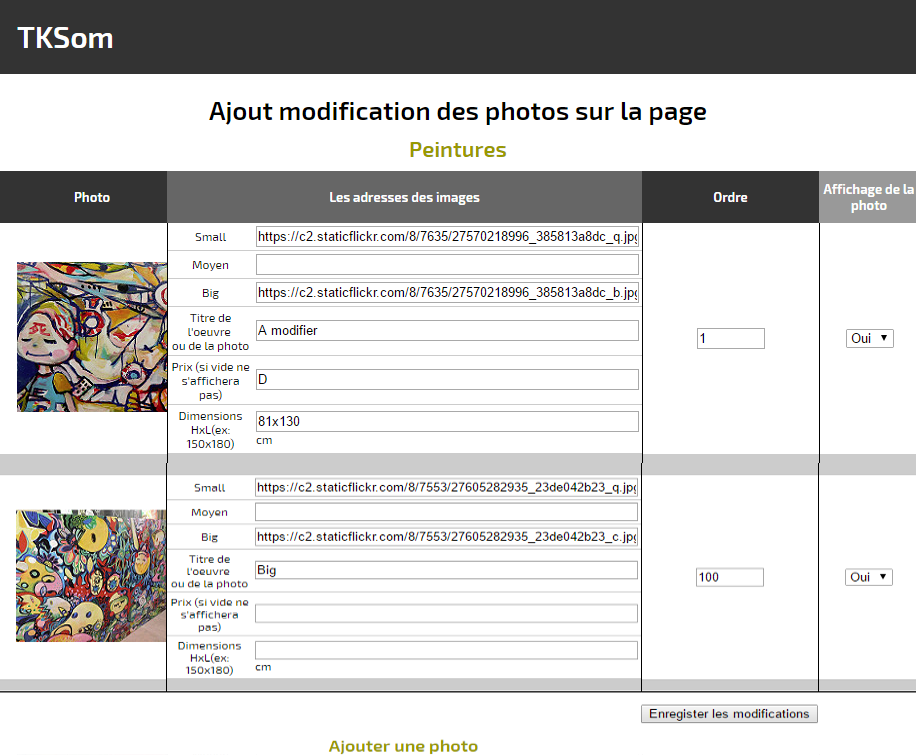 TKSom
Ajout modification des photos sur la page
Peintures
Photo
Les adresses des images
Ordre
Affichage de la
photo
Small
https://c2.staticflickr.com/8/7635/27570218996_385813a8dc_q.jpg
Moyen
Big
https://c2.staticflickr.com/8/7635/27570218996_385813a8dc_b.jpg
Titre de
l'oeuvre
ou de la photo
A modifier
Prix (si vide ne
s'affichera
pas)
D
Dimensions
HxL(ex:
150x180)
81x130
cm
1
Oui
Small
https://c2.staticflickr.com/8/7553/27605282935_23de042b23_q.jpg
Moyen
Big
https://c2.staticflickr.com/8/7553/27605282935_23de042b23_c.jpg
Titre de
l'oeuvre
ou de la photo
Big
Prix (si vide ne
s'affichera
pas)
Dimensions
HxL(ex:
150x180)
cm
100
Oui
Enregister les modifications
Ajouter une photo